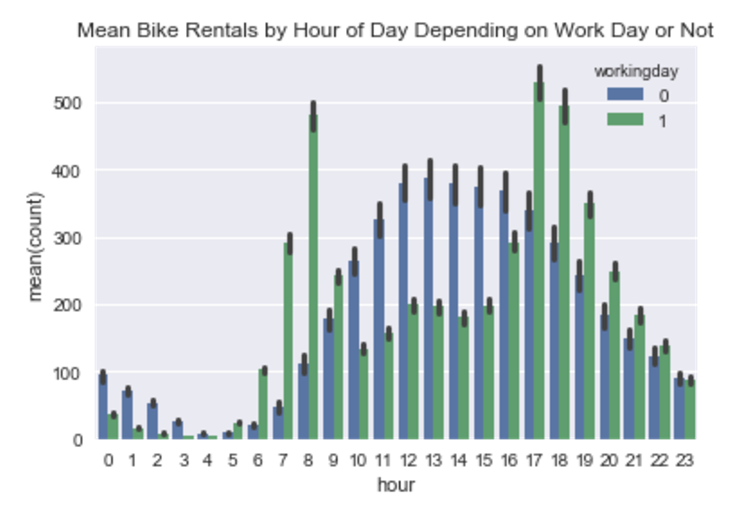 Mean Bike Rentals by Hour of Day Depending on Work Day or Not
workingday
0
1
500
400
300
200
100
0
mean(count)
0 1 2 3 4 5 6 7 8 9 10 11 12 13 14 15 16 17 18 19 20 21 22 23
hour